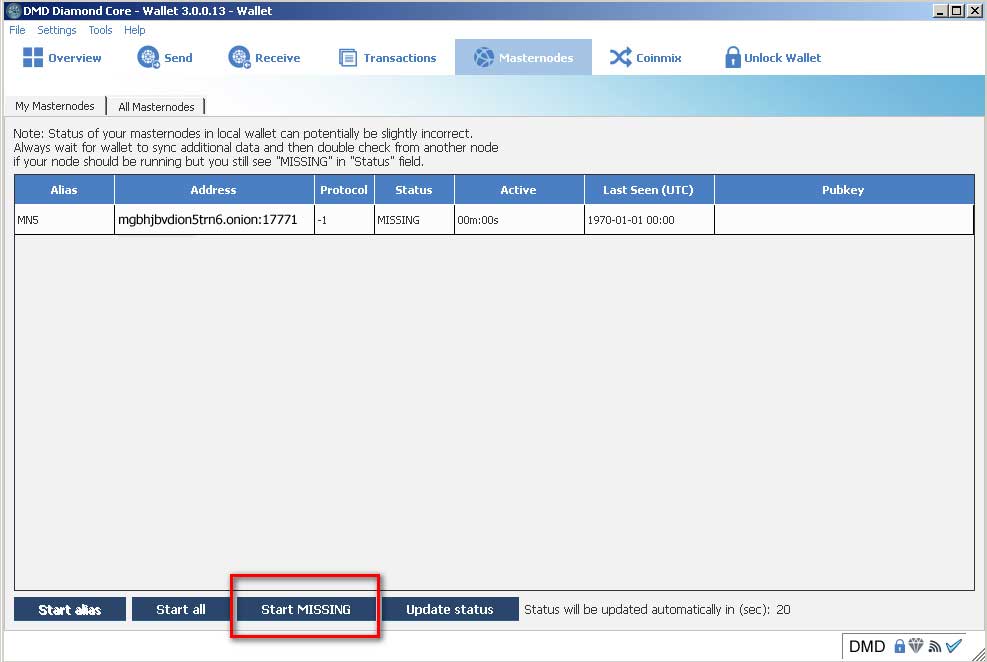 DMD Diamond Core - Wallet 3.0.0.13 - Wallet
File Settings Tools Help
Overview Send Receive Transactions Masternodes Coinmix Unlock Wallet
My Masternodes All Masternodes
Note: Status of your masternodes in local wallet can potentially be slightly incorrect.
Always wait for wallet to sync additional data and then double check from another node
if your node should be running but you still see "MISSING" in "Status" field.
Alias Address Protocol Status Active Last Seen (UTC) Pubkey
MN5 mgbhjbvdion5trn6.onion:17771 -1 MISSING 00m:00s 1970-01-01 00:00
Start alias Start all Start MISSING Update status Status will be updated automatically in (sec): 20
DMD